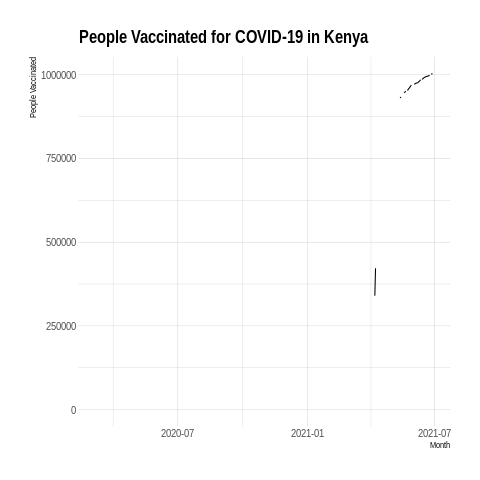 People Vaccinated for COVID-19 in Kenya
People Vaccinated
1000000
750000
500000
250000
0
2020-07
2021-01
2021-07
Month